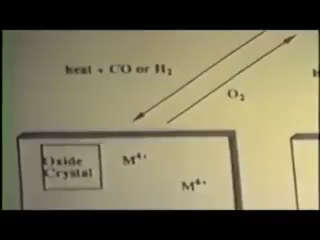 heat + CO or H₂
O₂
Oxide
Crystal
M⁴⁺
M⁴⁺